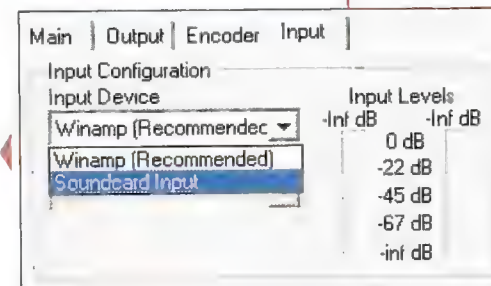 Main | Output | Encoder Input |
Input Configuration
Input Device
Winamp (Recommendec
Winamp (Recommended)
Soundcard Input
Input Levels
-Inf dB -Inf dB
0 dB
-22 dB
-45 dB
-67 dB
-inf dB